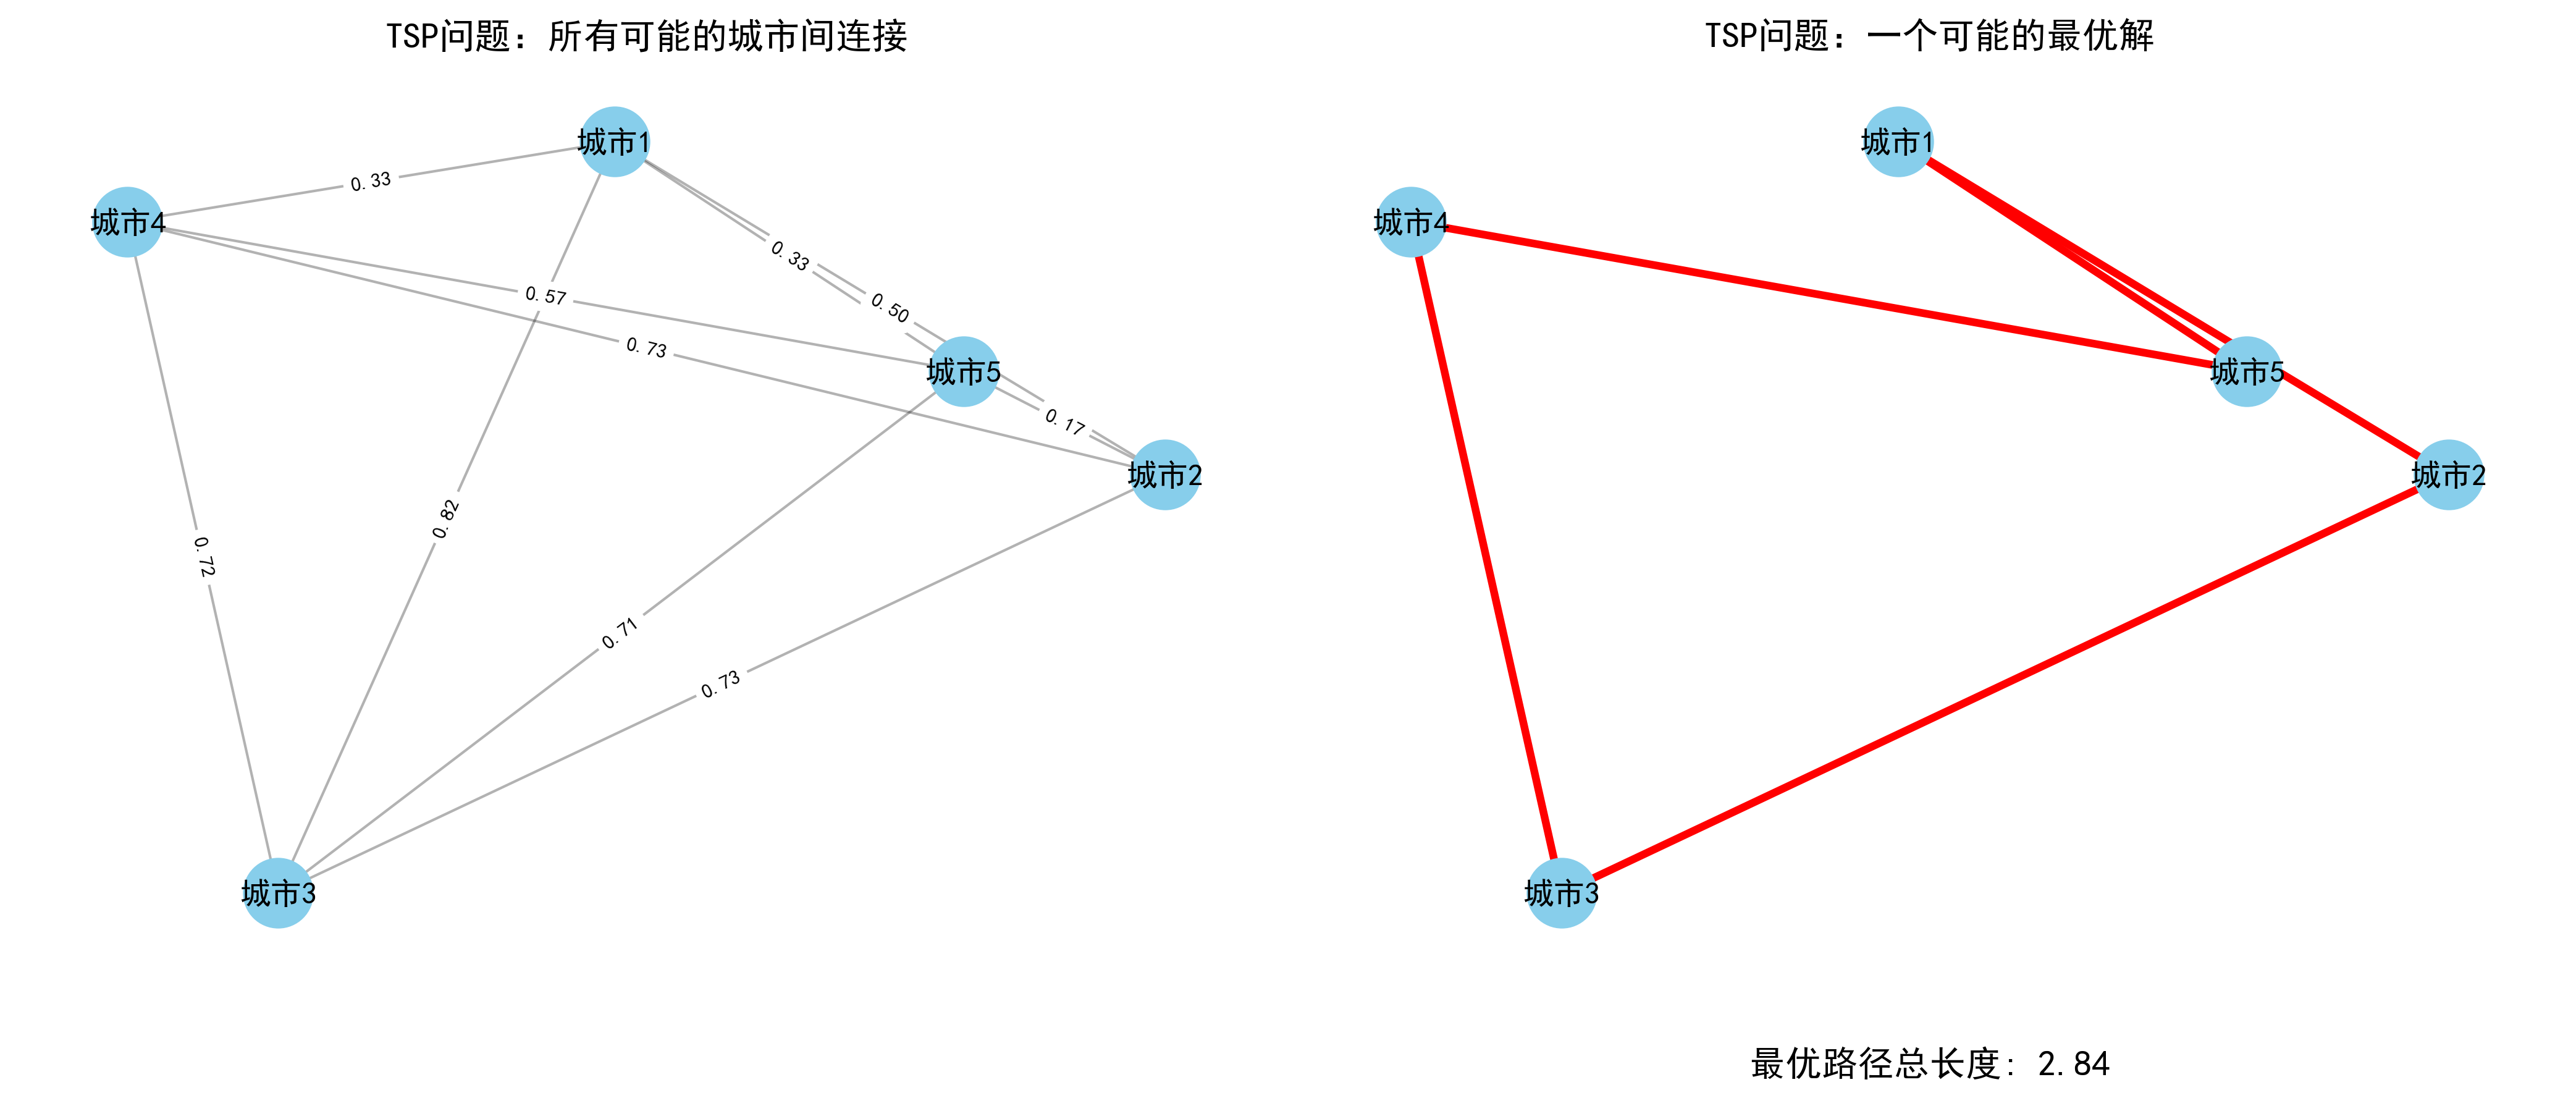 TSP问题：所有可能的城市间连接
城市1
0.33
城市4
0.33
0.57
0.50
0.73
城市5
0.17
城市2
0.82
0.72
0.71
0.73
城市3
TSP问题：一个可能的最优解
城市1
城市4
城市5
城市2
城市3
最优路径总长度: 2.84